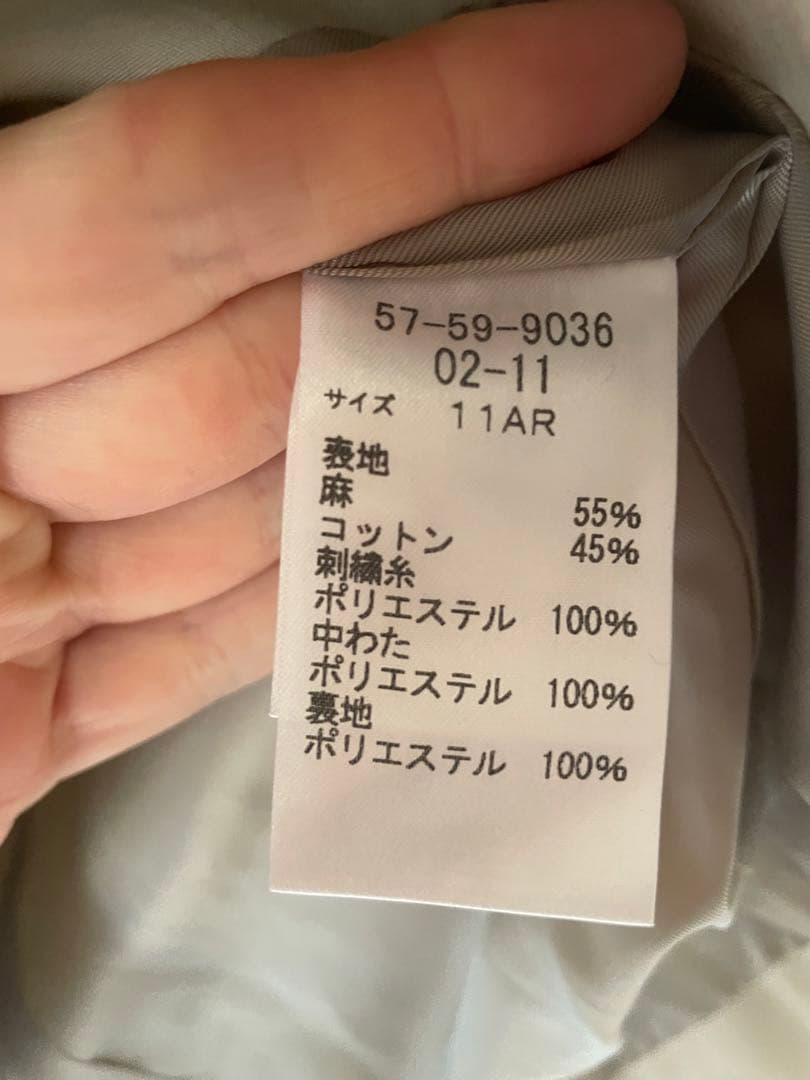 57-59-9036
02-11
サイズ 11AR
表地
麻 55%
コットン 45%
刺繍糸
ポリエステル 100%
中わた
ポリエステル 100%
裏地
ポリエステル 100%